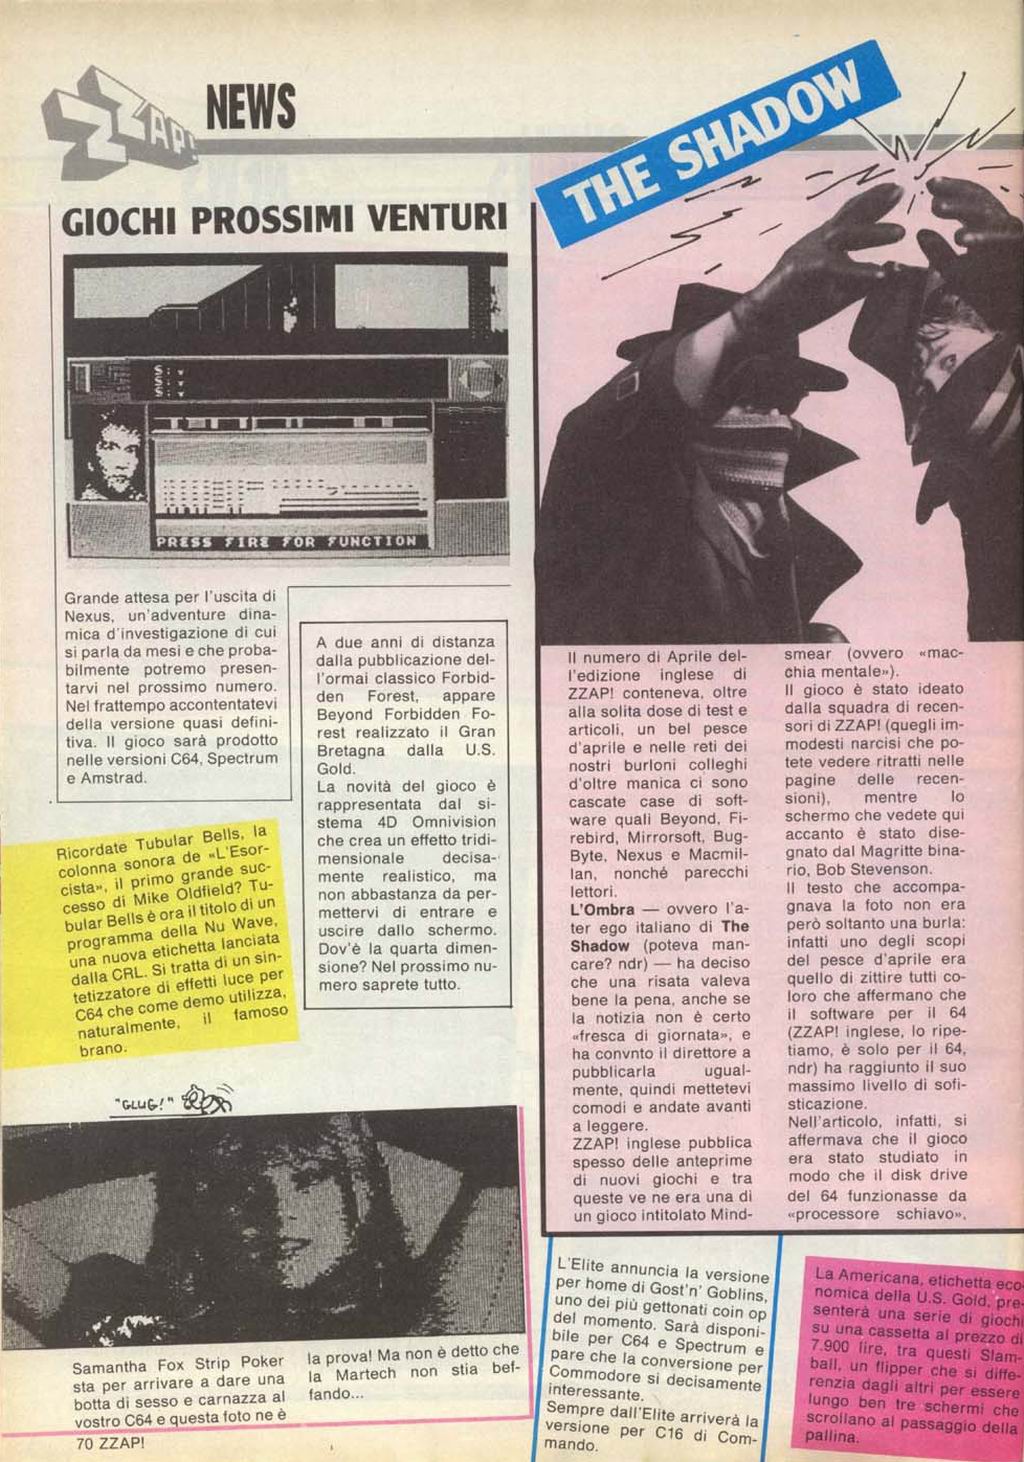 ZZAP!
NEWS
GIOCHI PROSSIMI VENTURI
S: v
S: v
S: v
PRESS FIRE FOR FUNCTION
Grande attesa per l'uscita di
Nexus, un'adventure dina-
mica d'investigazione di cui
si parla da mesi e che proba-
bilmente potremo presen-
tarvi nel prossimo numero.
Nel frattempo accontentatevi
della versione quasi defini-
tiva. Il gioco sarà prodotto
nelle versioni C64, Spectrum
e Amstrad.
A due anni di distanza
dalla pubblicazione del-
l'ormai classico Forbid-
den Forest, appare
Beyond Forbidden Fo-
rest realizzato il Gran
Bretagna dalla U.S.
Gold.
La novità del gioco è
rappresentata dal si-
stema 4D Omnivision
che crea un effetto tridi-
mensionale decisa-
mente realistico, ma
non abbastanza da per-
mettervi di entrare e
uscire dallo schermo.
Dov'è la quarta dimen-
sione? Nel prossimo nu-
mero saprete tutto.
Ricordate Tubular Bells, la
colonna sonora de «L'Esor-
cista», il primo grande suc-
cesso di Mike Oldfield? Tu-
bular Bells è ora il titolo di un
programma della Nu Wave,
una nuova etichetta lanciata
dalla CRL. Si tratta di un sin-
tetizzatore di effetti luce per
C64 che come demo utilizza,
naturalmente, il famoso
brano.
"GLUG!"
Samantha Fox Strip Poker
sta per arrivare a dare una
botta di sesso e carnazza al
vostro C64 e questa foto ne è
la prova! Ma non è detto che
la Martech non stia bef-
fando...
THE SHADOW
Il numero di Aprile del-
l'edizione inglese di
ZZAP! conteneva, oltre
alla solita dose di test e
articoli, un bel pesce
d'aprile e nelle reti dei
nostri burloni colleghi
d'oltre manica ci sono
cascate case di soft-
ware quali Beyond, Fi-
rebird, Mirrorsoft, Bug-
Byte, Nexus e Macmil-
lan, nonché parecchi
lettori.
L'Ombra — ovvero l'a-
ter ego italiano di The
Shadow (poteva man-
care? ndr) — ha deciso
che una risata valeva
bene la pena, anche se
la notizia non è certo
«fresca di giornata», e
ha convnto il direttore a
pubblicarla ugual-
mente, quindi mettetevi
comodi e andate avanti
a leggere.
ZZAP! inglese pubblica
spesso delle anteprime
di nuovi giochi e tra
queste ve ne era una di
un gioco intitolato Mind-
smear (ovvero «mac-
chia mentale»).
Il gioco è stato ideato
dalla squadra di recen-
sori di ZZAP! (quegli im-
modesti narcisi che po-
tete vedere ritratti nelle
pagine delle recen-
sioni), mentre lo
schermo che vedete qui
accanto è stato dise-
gnato dal Magritte bina-
rio, Bob Stevenson.
Il testo che accompa-
gnava la foto non era
però soltanto una burla:
infatti uno degli scopi
del pesce d'aprile era
quello di zittire tutti co-
loro che affermano che
il software per il 64
(ZZAP! inglese, lo ripe-
tiamo, è solo per il 64,
ndr) ha raggiunto il suo
massimo livello di sofi-
sticazione.
Nell'articolo, infatti, si
affermava che il gioco
era stato studiato in
modo che il disk drive
del 64 funzionasse da
«processore schiavo»,
L'Elite annuncia la versione
per home di Gost'n' Goblins,
uno dei più gettonati coin op
del momento. Sarà disponi-
bile per C64 e Spectrum e
pare che la conversione per
Commodore si decisamente
interessante.
Sempre dall'Elite arriverà la
versione per C16 di Com-
mando.
La Americana, etichetta eco-
nomica della U.S. Gold, pre-
senterà una serie di giochi
su una cassetta al prezzo di
7.900 lire, tra questi Slam-
ball, un flipper che si diffe-
renzia dagli altri per essere
lungo ben tre schermi che
scrollano al passaggio della
pallina.
70 ZZAP!